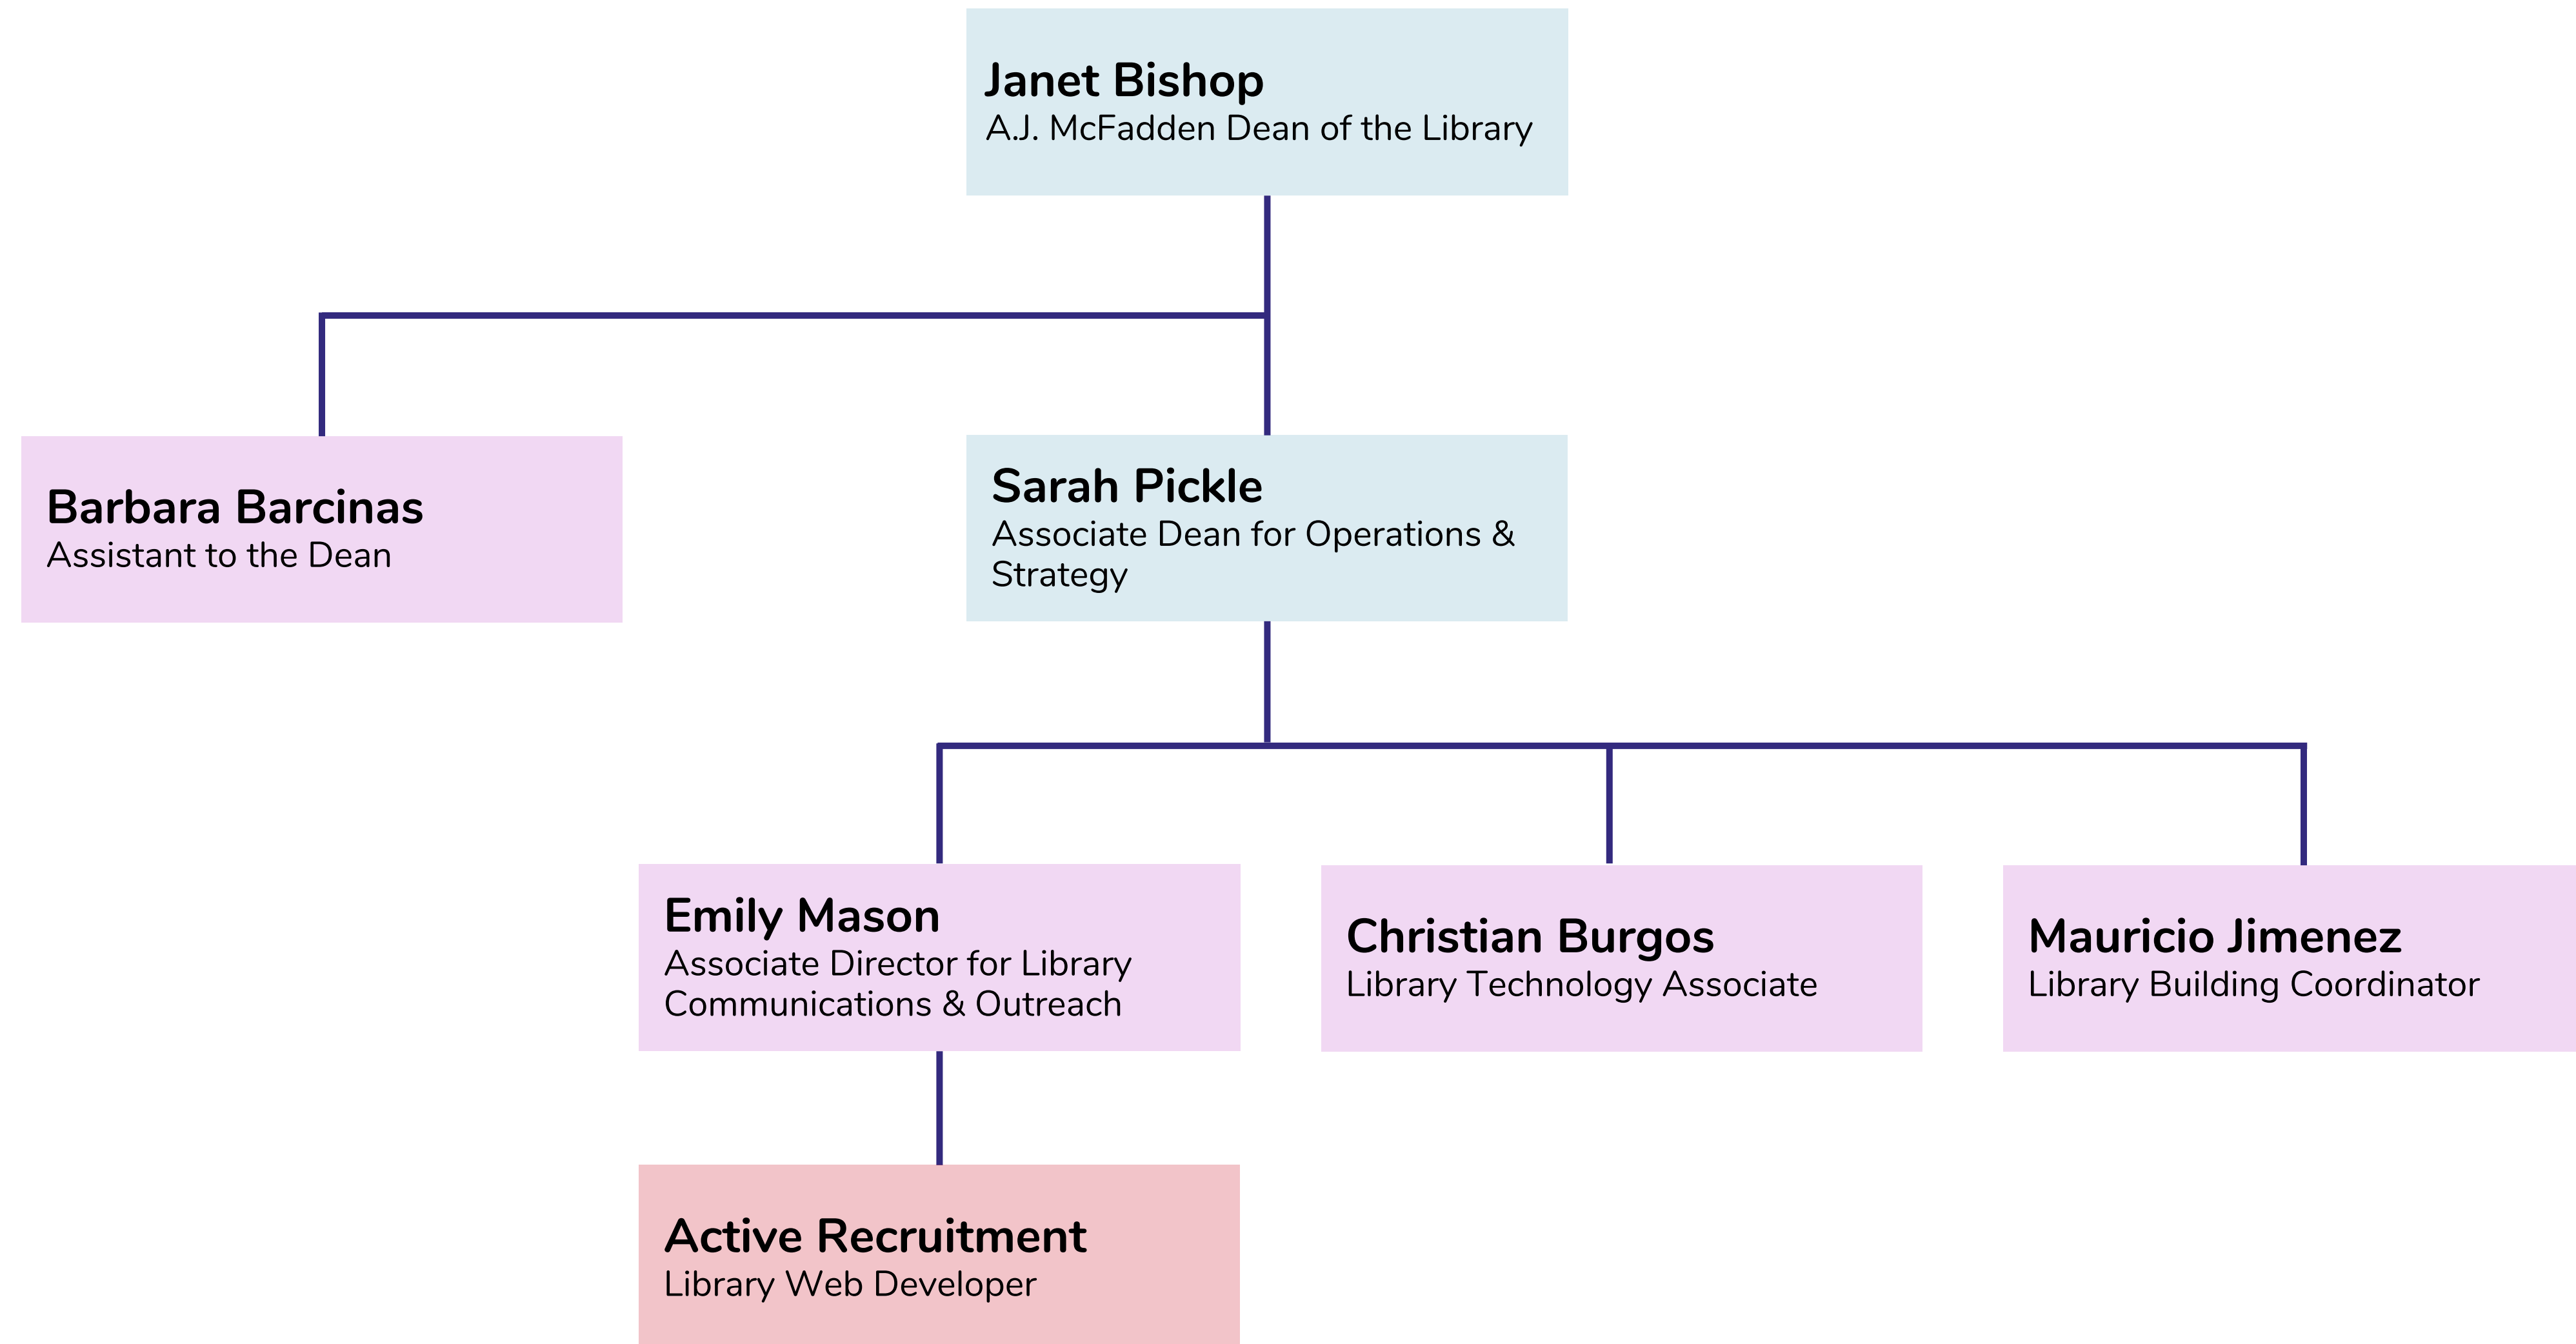 Janet Bishop
A.J. McFadden Dean of the Library
Barbara Barcinas
Assistant to the Dean
Sarah Pickle
Associate Dean for Operations &
Strategy
Emily Mason
Associate Director for Library
Communications & Outreach
Christian Burgos
Library Technology Associate
Mauricio Jimenez
Library Building Coordinator
Active Recruitment
Library Web Developer